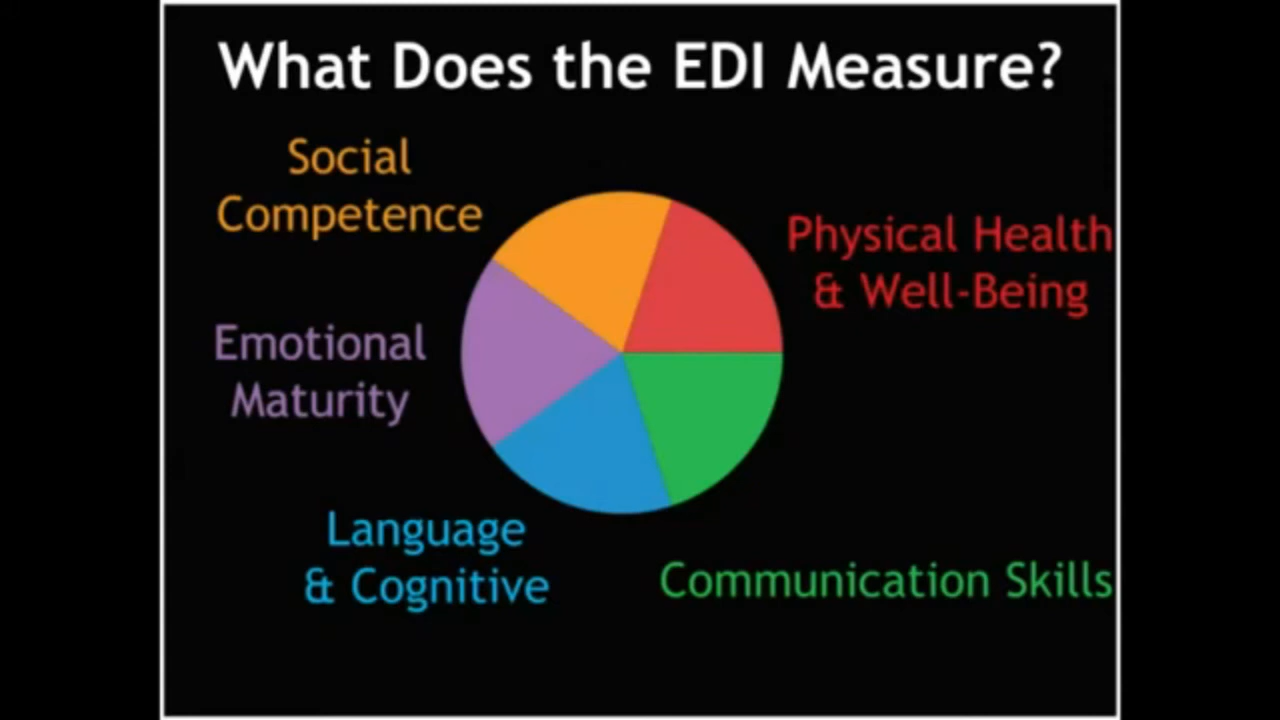 What Does the EDI Measure?
Social
Competence
Physical Health
& Well-Being
Emotional
Maturity
Language
& Cognitive
Communication Skills